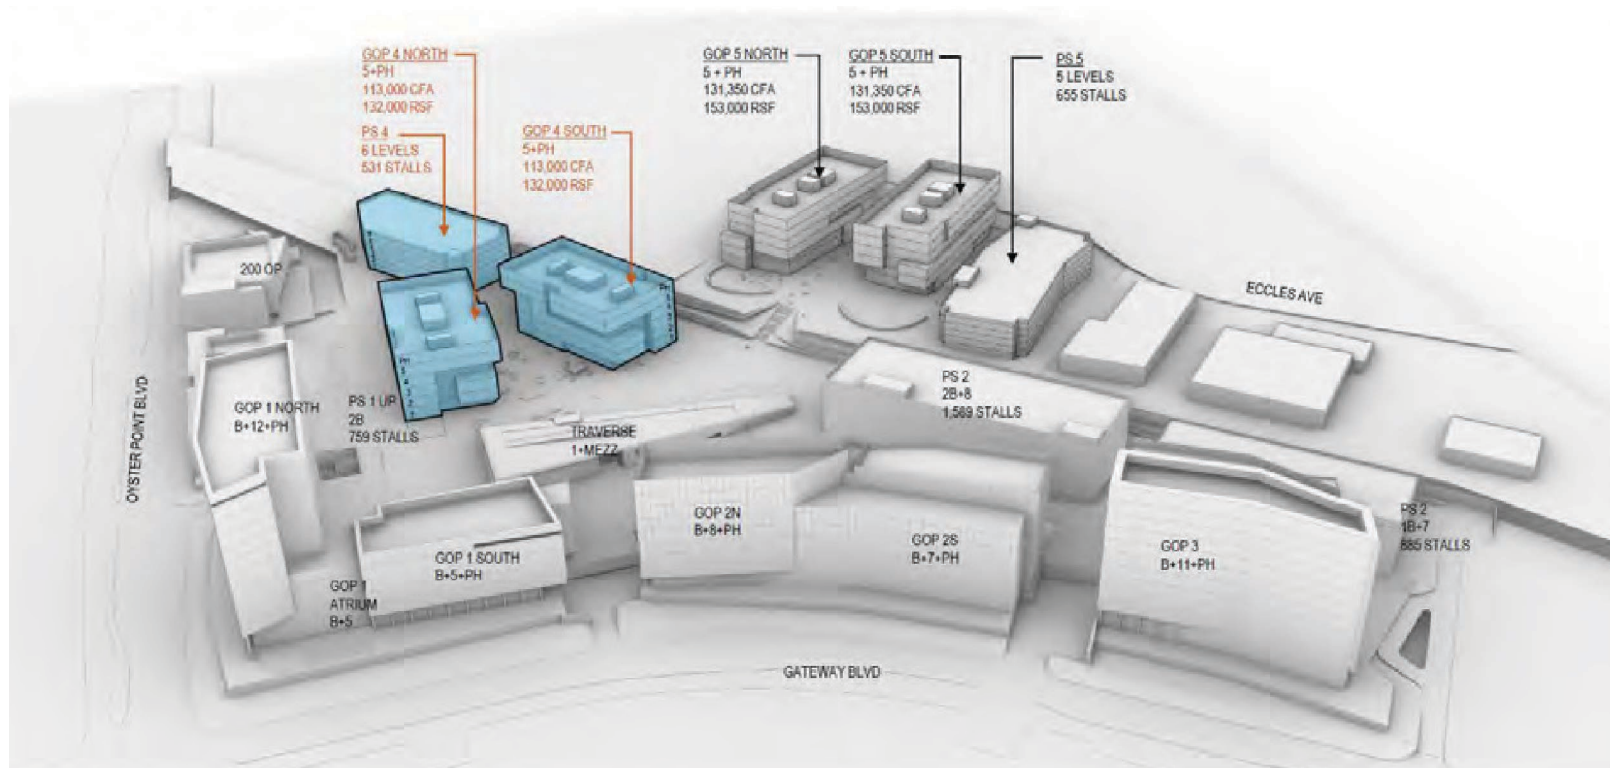 GOP 4 NORTH
5+PH
113,000 CFA
132,000 RSF
PS 4
6 LEVELS
531 STALLS
GOP 4 SOUTH
5+PH
113,000 CFA
132,000 RSF
GOP 5 NORTH
5 + PH
131,350 CFA
153,000 RSF
GOP 5 SOUTH
5 + PH
131,350 CFA
153,000 RSF
PS 5
5 LEVELS
655 STALLS
200 OP
ECCLES AVE
OYSTER POINT BLVD
GOP 1 NORTH
B+12+PH
PS 1 UP
2B
759 STALLS
TRAVERSE
1+MEZZ
PS 2
2B+8
1,589 STALLS
GOP 1 SOUTH
B+5+PH
GOP 1
ATRIUM
B+5
GOP 2N
B+8+PH
GOP 2S
B+7+PH
GOP 3
B+11+PH
PS 2
1B+7
885 STALLS
GATEWAY BLVD